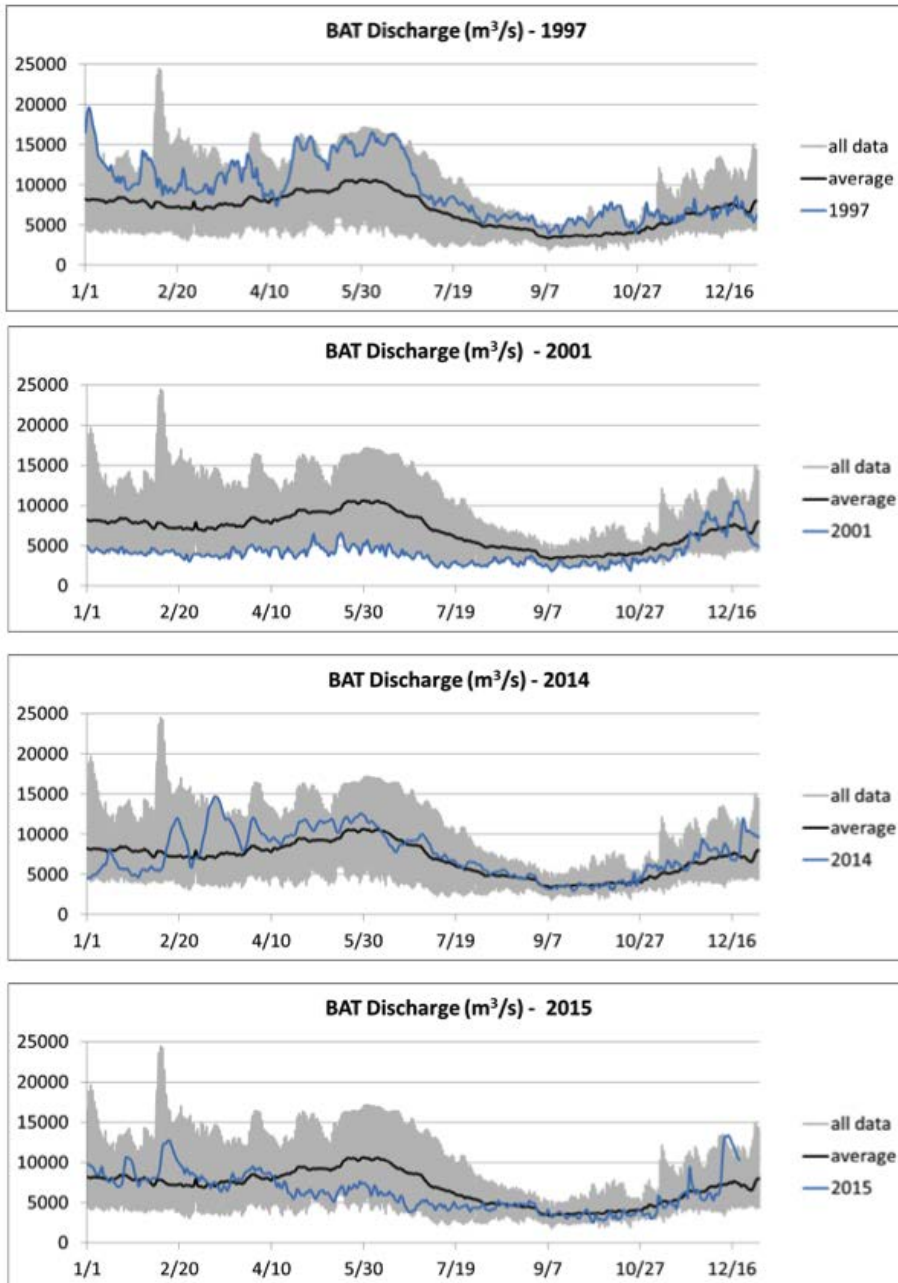 BAT Discharge (m³/s) - 1997
25000
20000
15000
10000
5000
0
1/1 2/20 4/10 5/30 7/19 9/7 10/27 12/16
all data
average
1997
BAT Discharge (m³/s) - 2001
25000
20000
15000
10000
5000
0
1/1 2/20 4/10 5/30 7/19 9/7 10/27 12/16
all data
average
2001
BAT Discharge (m³/s) - 2014
25000
20000
15000
10000
5000
0
1/1 2/20 4/10 5/30 7/19 9/7 10/27 12/16
all data
average
2014
BAT Discharge (m³/s) - 2015
25000
20000
15000
10000
5000
0
1/1 2/20 4/10 5/30 7/19 9/7 10/27 12/16
all data
average
2015